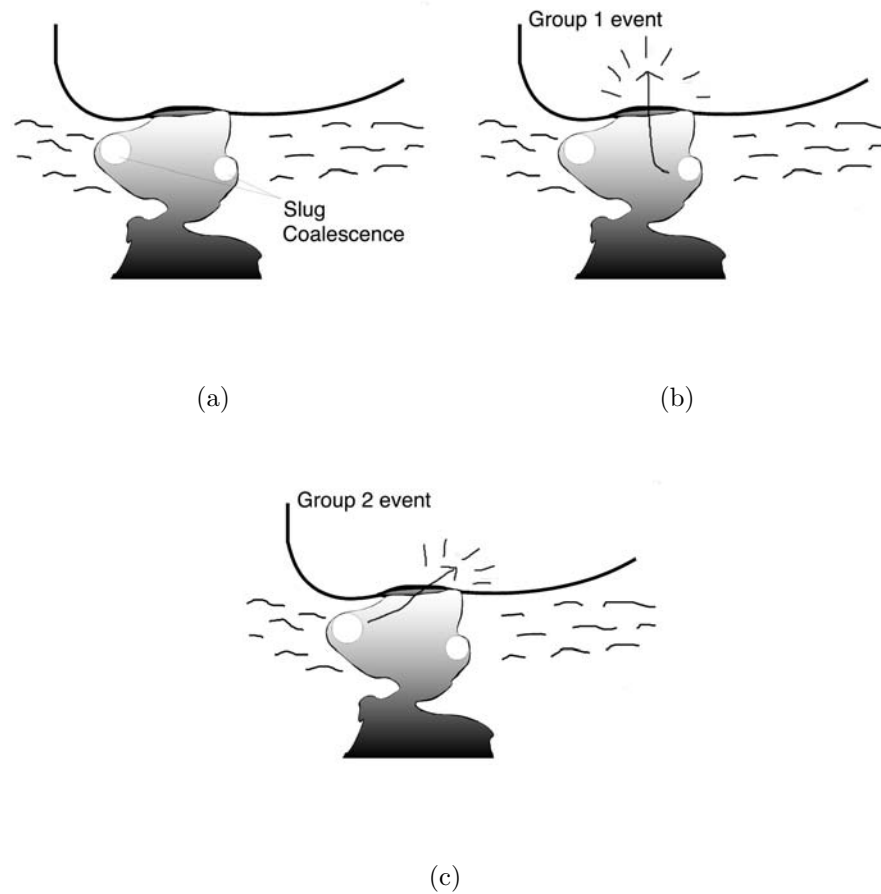 Group 1 event
Slug
Coalescence
(a)
(b)
Group 2 event
(c)